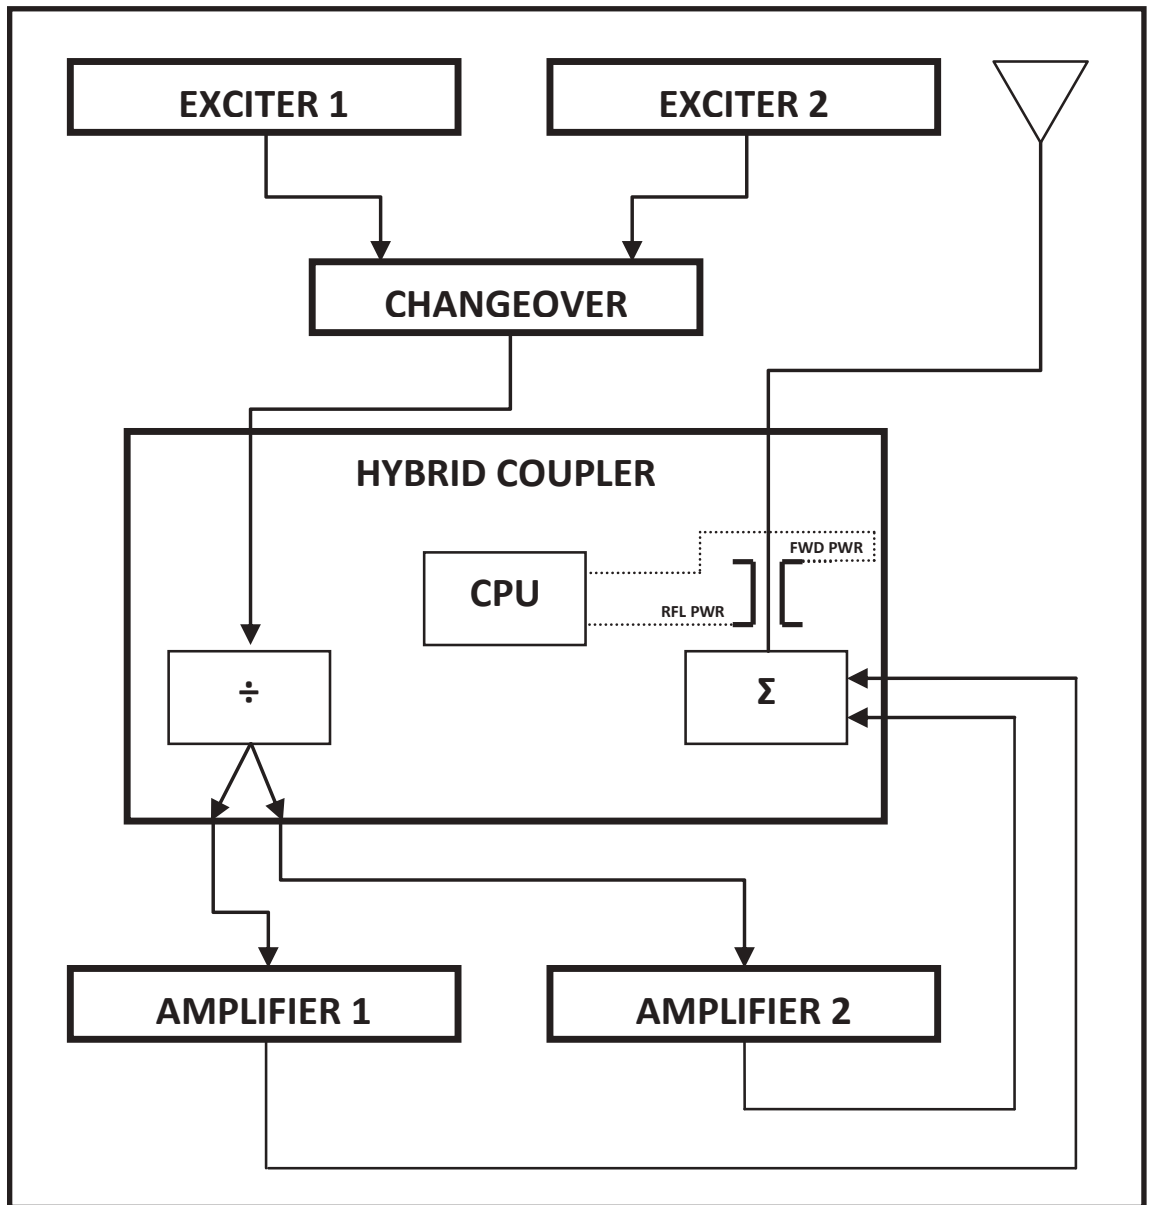 EXCITER 1
EXCITER 2
CHANGEOVER
HYBRID COUPLER
FWD PWR
CPU
RFL PWR
÷
Σ
AMPLIFIER 1
AMPLIFIER 2